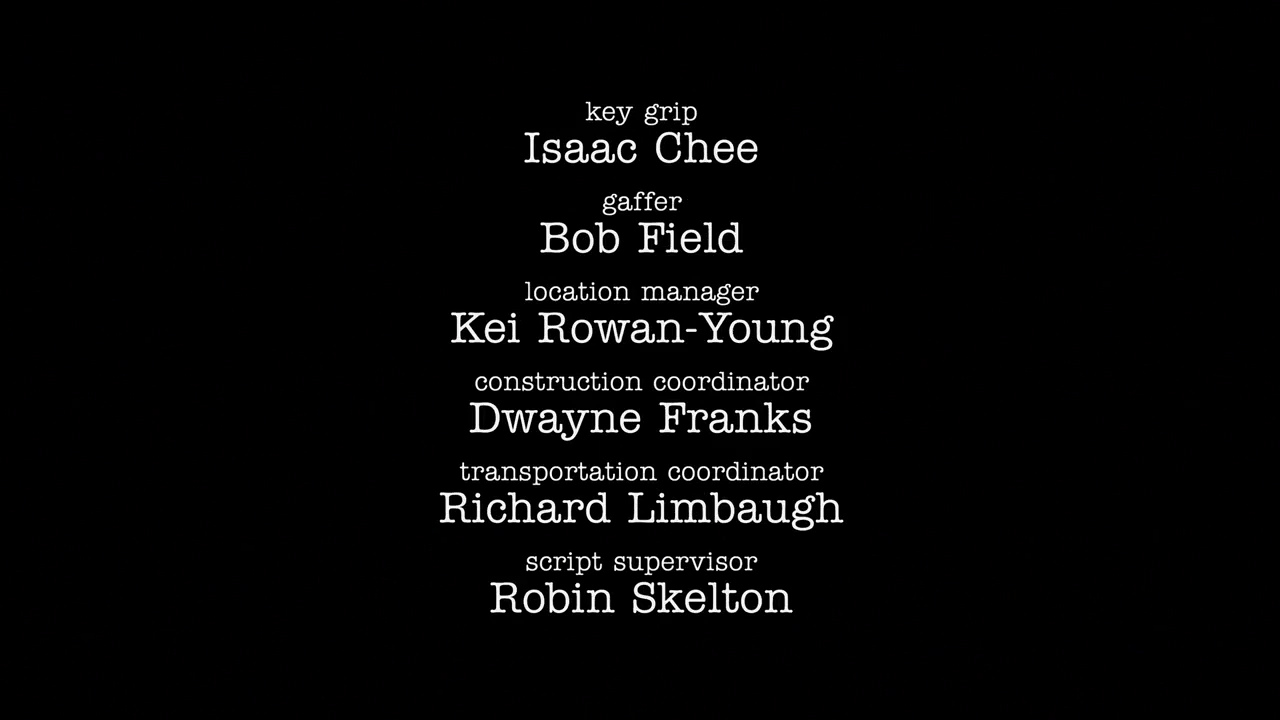 key grip
Isaac Chee
gaffer
Bob Field
location manager
Kei Rowan-Young
construction coordinator
Dwayne Franks
transportation coordinator
Richard Limbaugh
script supervisor
Robin Skelton